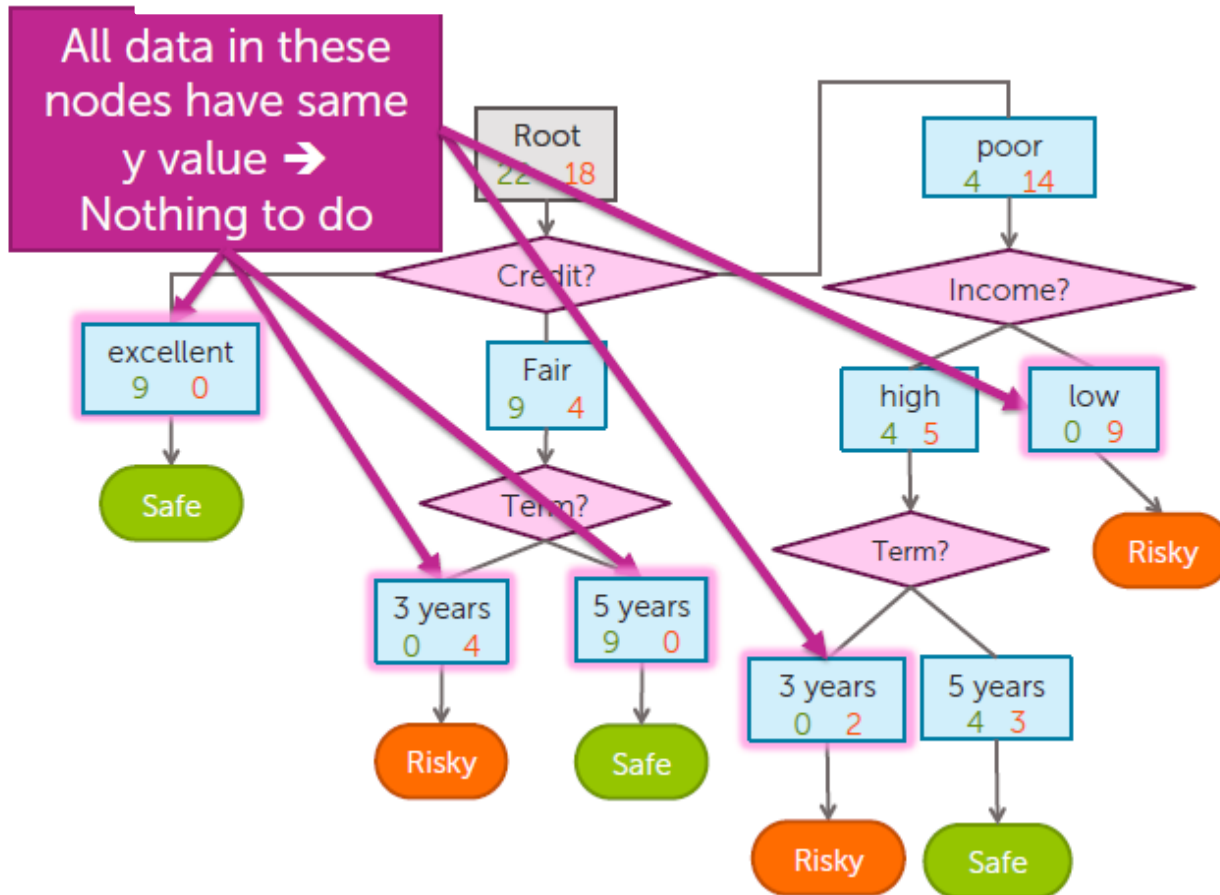 All data in these
nodes have same
y value ➔
Nothing to do
Root
22 18
poor
4 14
Credit?
Income?
excellent
9 0
Fair
9 4
high
4 5
low
0 9
Safe
Term?
Term?
Risky
3 years
0 4
5 years
9 0
3 years
0 2
5 years
4 3
Risky
Safe
Risky
Safe